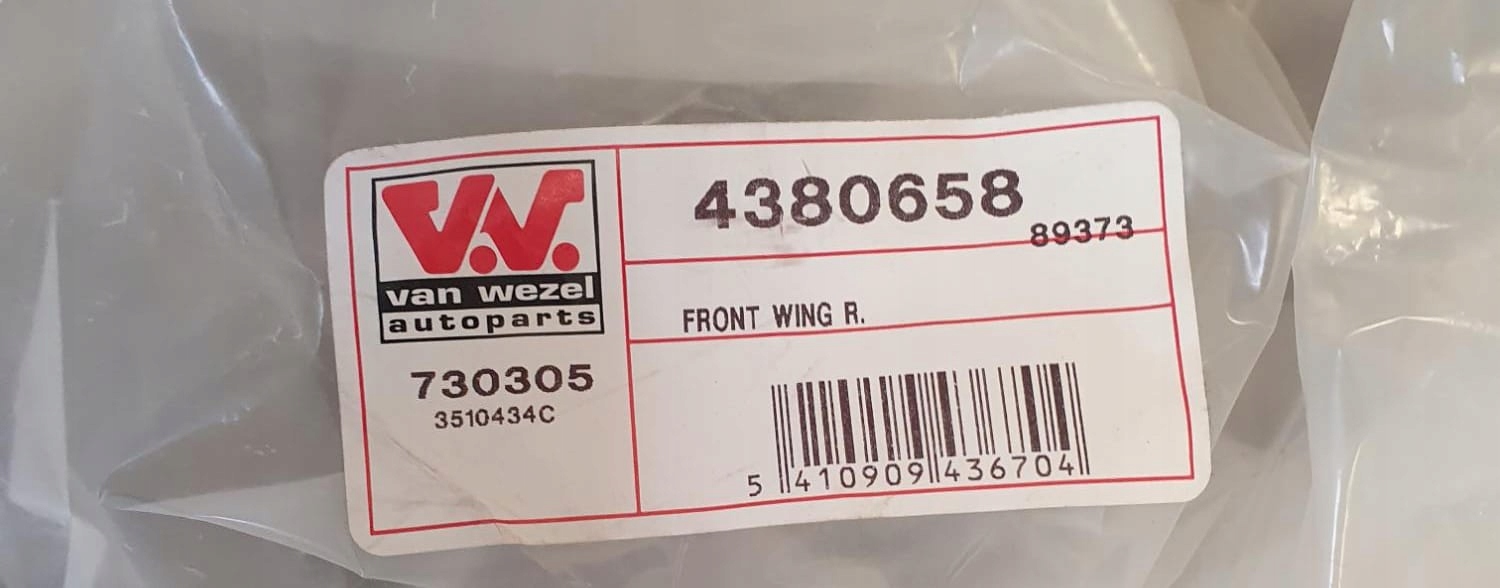 V.W.
van wezel
autoparts
730305
3510434C
4380658
89373
FRONT WING R.
5 410909 436704